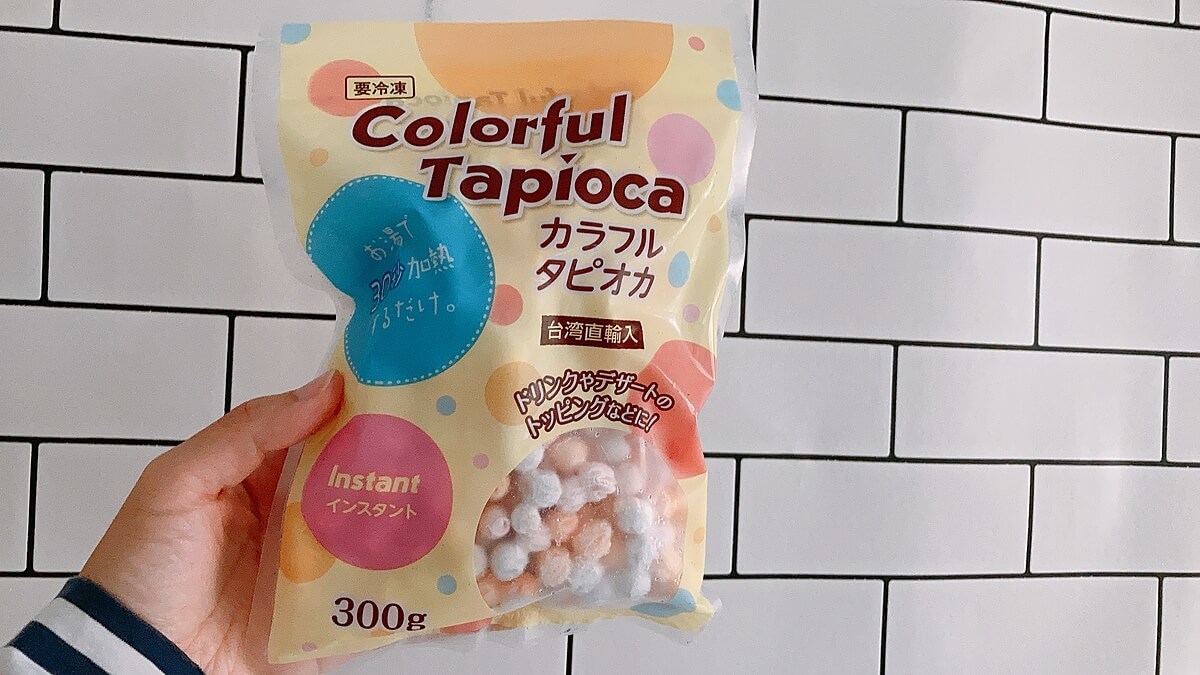 要冷凍
Colorful
Tapioca
カラフル
タピオカ
お湯で
30秒加熱
するだけ。
台湾直輸入
ドリンクやデザートの
トッピングなどに!
Instant
インスタント
300g